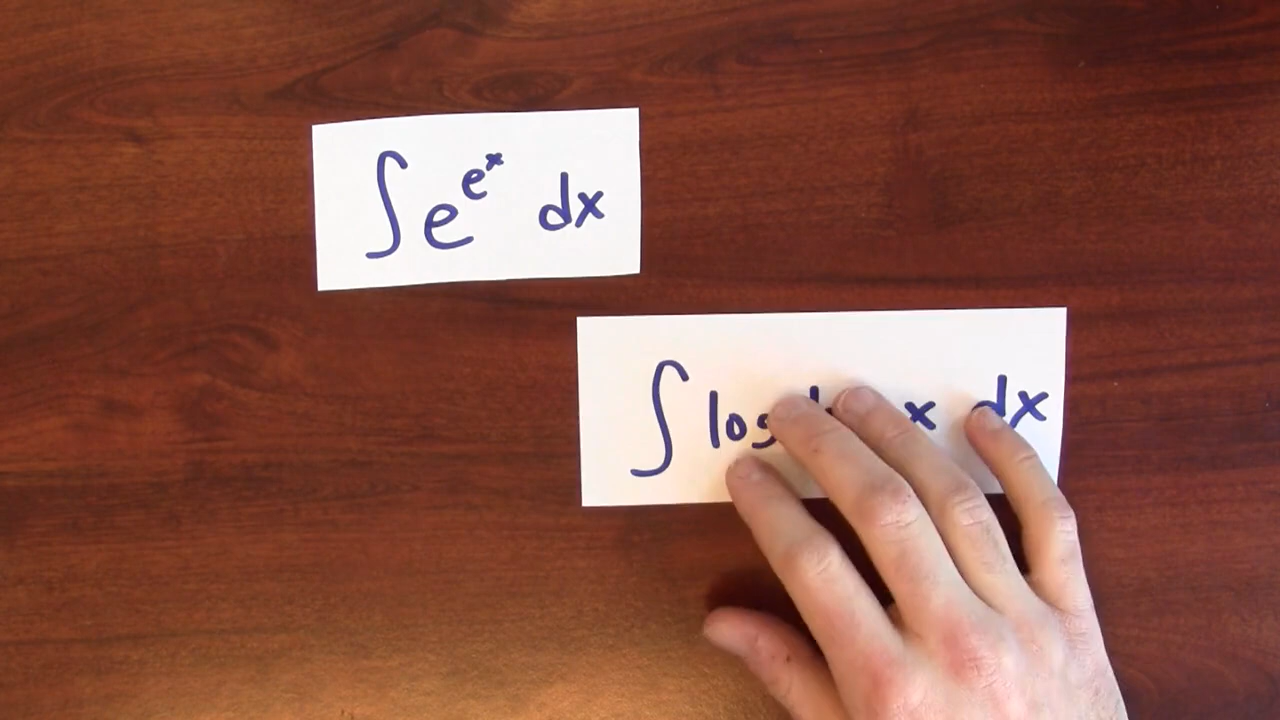 ∫ e^{e^x} dx
∫ log x dx